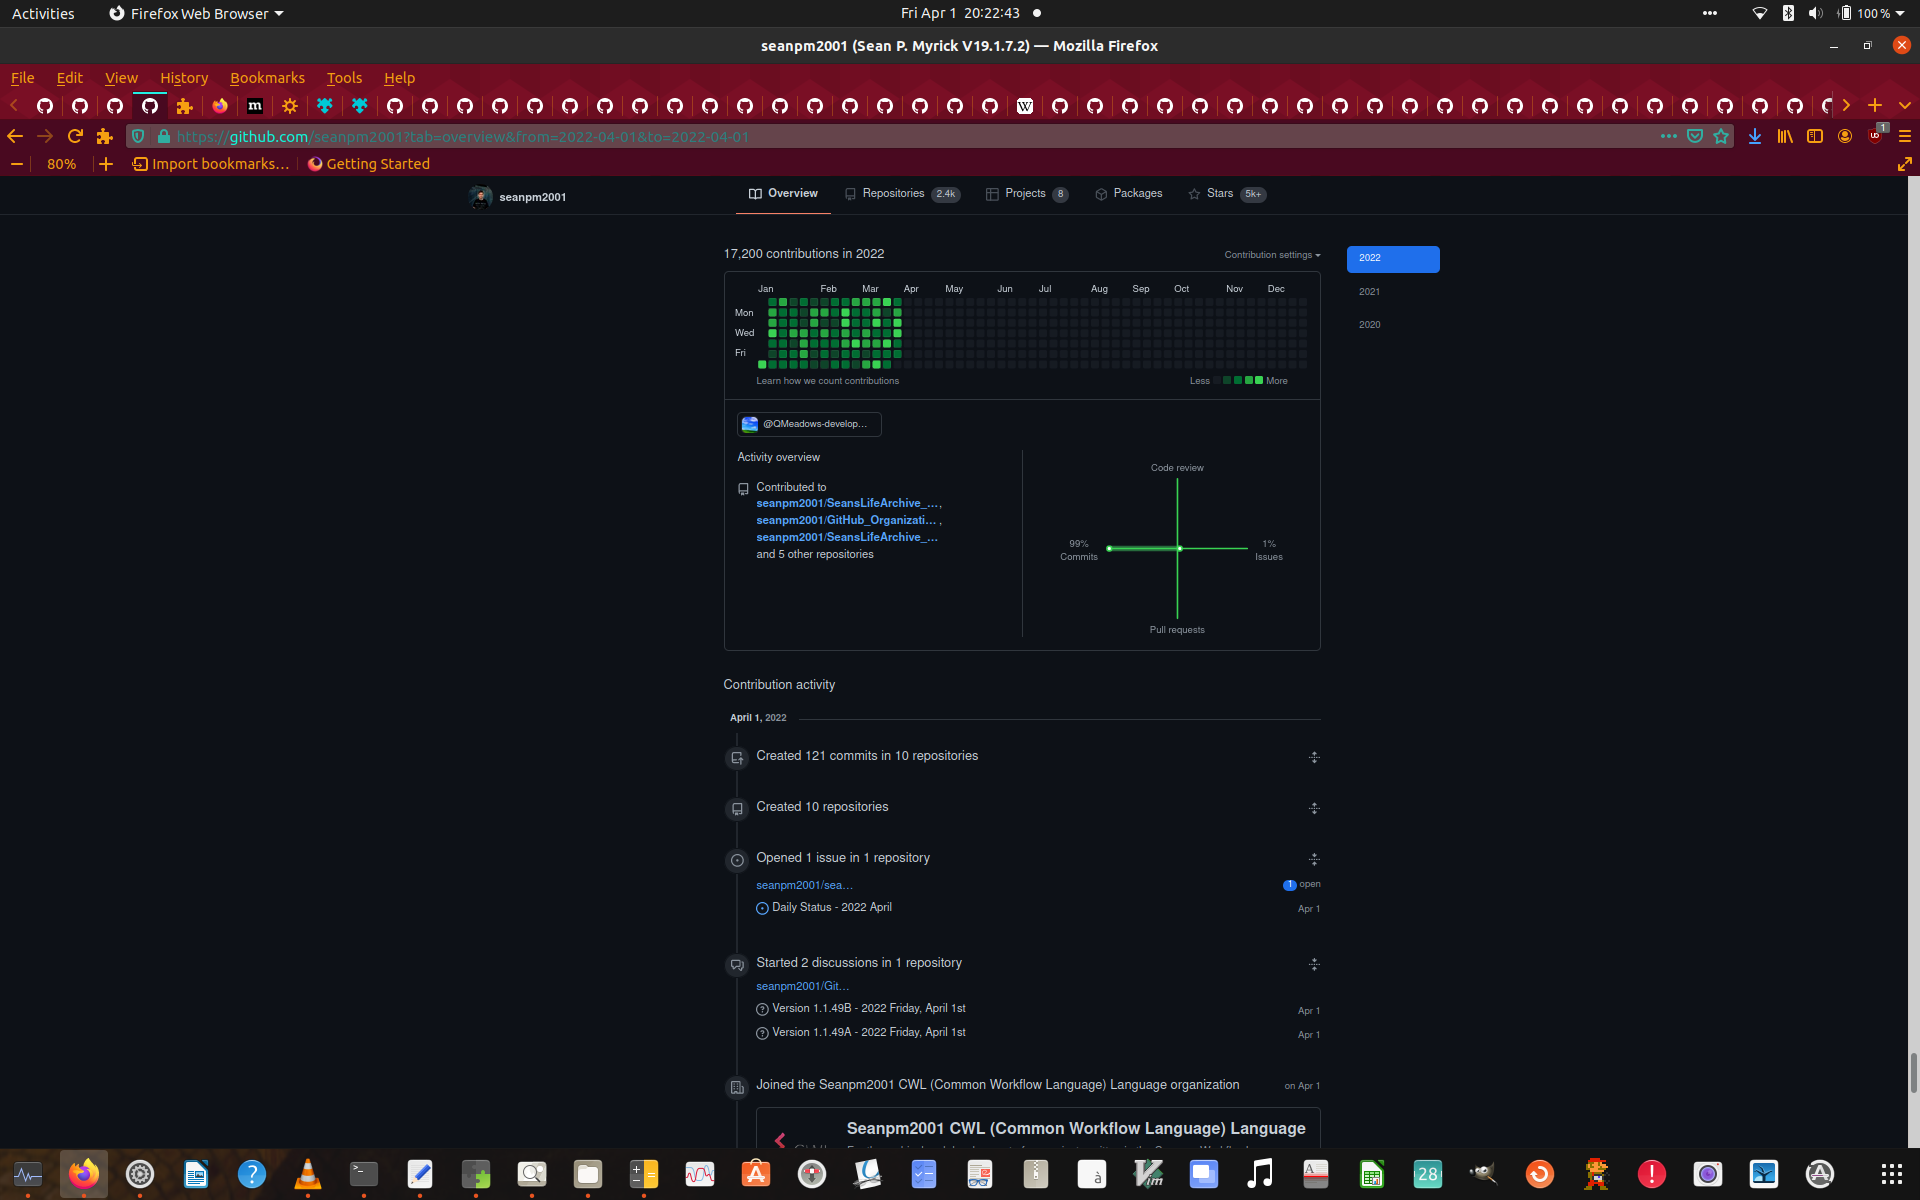 Activities
Firefox Web Browser
Fri Apr 1 20:22:43
100 %
seanpm2001 (Sean P. Myrick V19.1.7.2) — Mozilla Firefox
File Edit View History Bookmarks Tools Help
https://github.com/seanpm2001?tab=overview&from=2022-04-01&to=2022-04-01
1
80%
Import bookmarks…
Getting Started
seanpm2001
Overview
Repositories 2.4k
Projects 8
Packages
Stars 5k+
17,200 contributions in 2022
Contribution settings
2022
2021
2020
Jan Feb Mar Apr May Jun Jul Aug Sep Oct Nov Dec
Mon
Wed
Fri
Learn how we count contributions
Less
More
@QMeadows-develop…
Activity overview
Contributed to
seanpm2001/SeansLifeArchive_…,
seanpm2001/GitHub_Organizati… ,
seanpm2001/SeansLifeArchive_…
and 5 other repositories
Code review
99%
Commits
1%
Issues
Pull requests
Contribution activity
April 1, 2022
Created 121 commits in 10 repositories
Created 10 repositories
Opened 1 issue in 1 repository
seanpm2001/sea…
1 open
Daily Status - 2022 April
Apr 1
Started 2 discussions in 1 repository
seanpm2001/Git…
Version 1.1.49B - 2022 Friday, April 1st
Apr 1
Version 1.1.49A - 2022 Friday, April 1st
Apr 1
Joined the Seanpm2001 CWL (Common Workflow Language) Language organization
on Apr 1
Seanpm2001 CWL (Common Workflow Language) Language
28